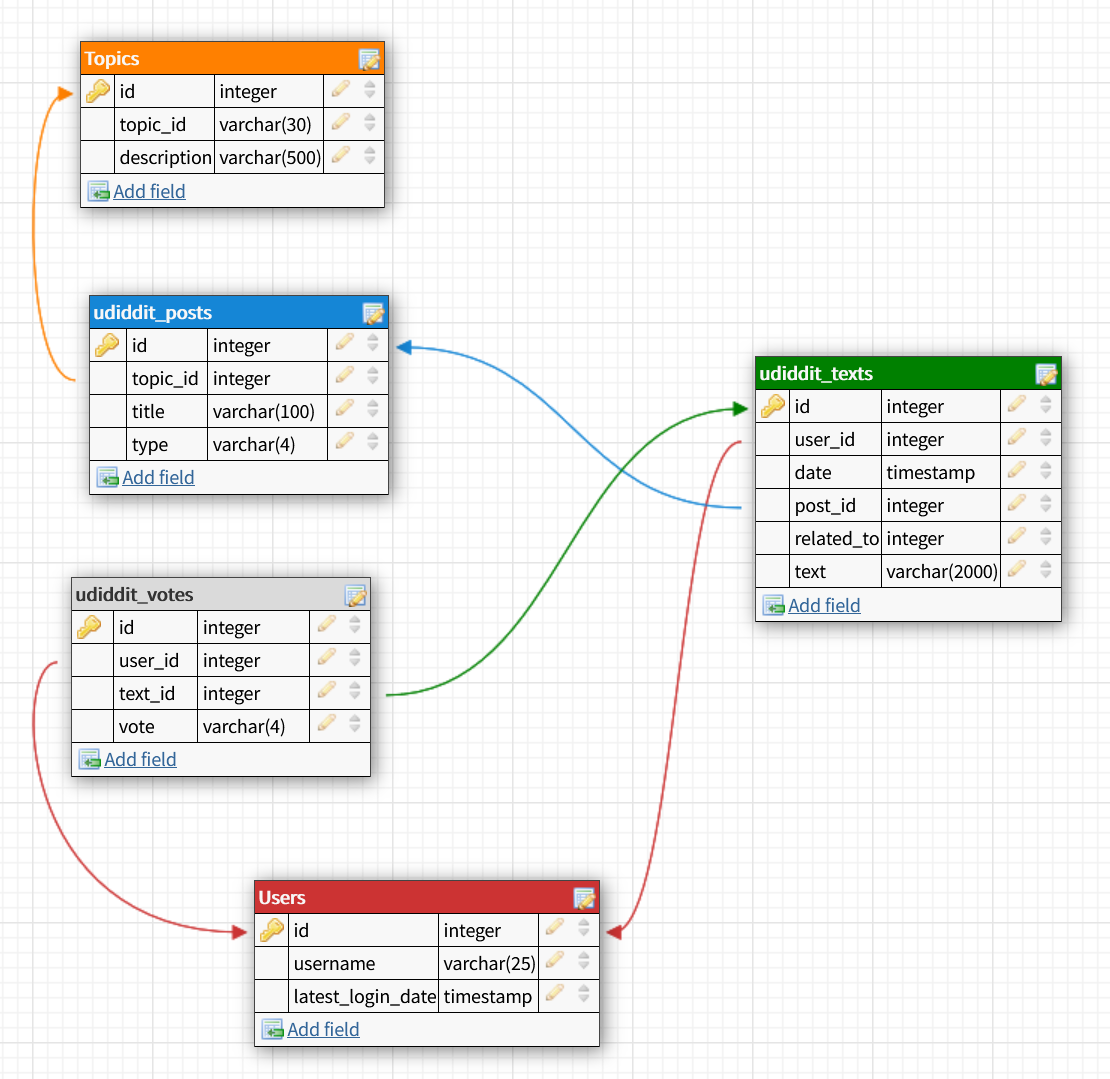 Topics
id integer
topic_id varchar(30)
description varchar(500)
Add field
udiddit_posts
id integer
topic_id integer
title varchar(100)
type varchar(4)
Add field
udiddit_texts
id integer
user_id integer
date timestamp
post_id integer
related_to integer
text varchar(2000)
Add field
udiddit_votes
id integer
user_id integer
text_id integer
vote varchar(4)
Add field
Users
id integer
username varchar(25)
latest_login_date timestamp
Add field